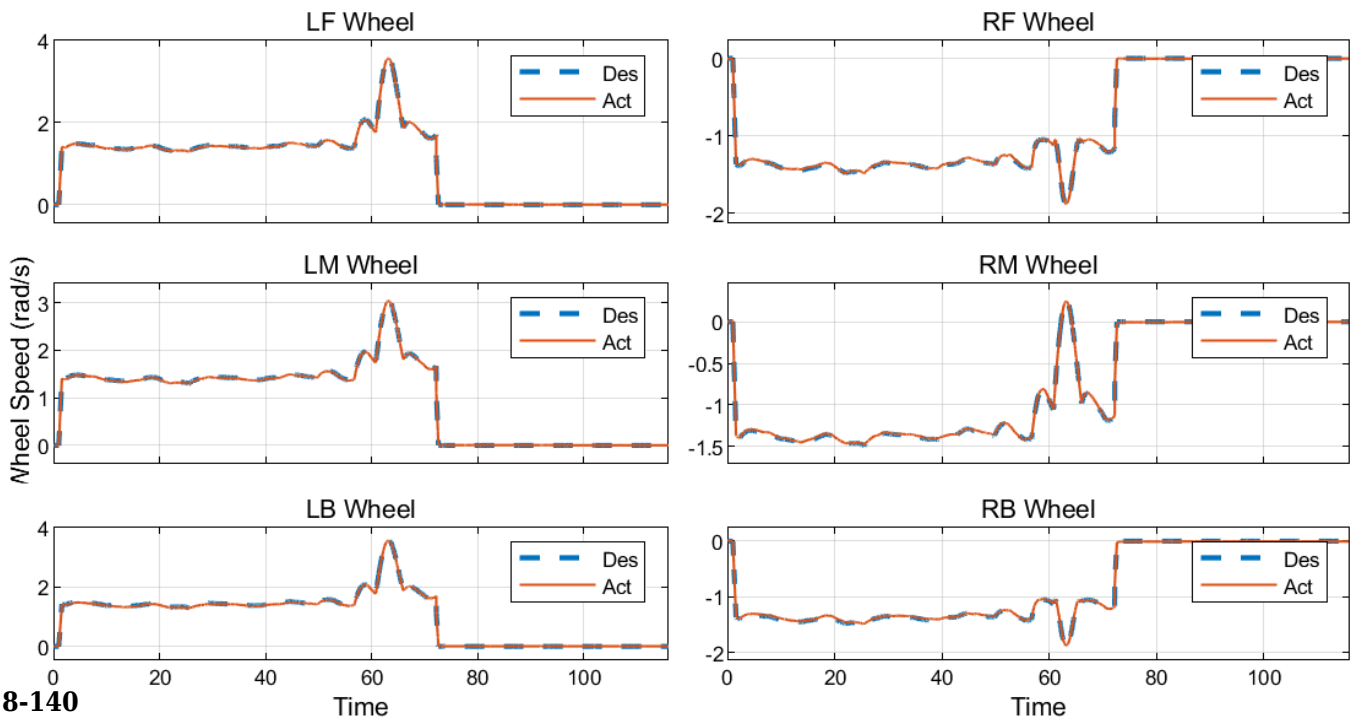 LF Wheel
4
2
0
Des
Act
RF Wheel
0
-1
-2
Des
Act
Wheel Speed (rad/s)
LM Wheel
3
2
1
0
Des
Act
RM Wheel
0
-0.5
-1
-1.5
Des
Act
LB Wheel
4
2
0
Des
Act
0 20 40 60 80 100
Time
RB Wheel
0
-1
-2
Des
Act
0 20 40 60 80 100
Time
8-140